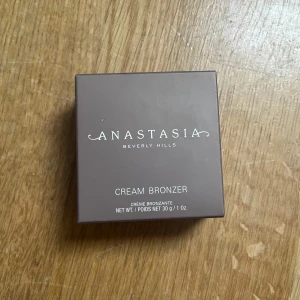 ANASTASIA
BEVERLY HILLS
CREAM BRONZER
CRÈME BRONZANTE
NET WT. / POIDS NET 30 g / 1 Oz.